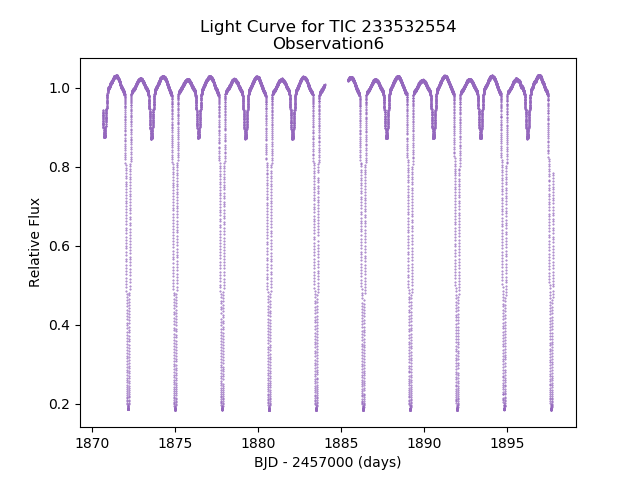 Light Curve for TIC 233532554
Observation6
1.0
0.8
0.6
0.4
0.2
Relative Flux
1870
1875
1880
1885
1890
1895
BJD - 2457000 (days)